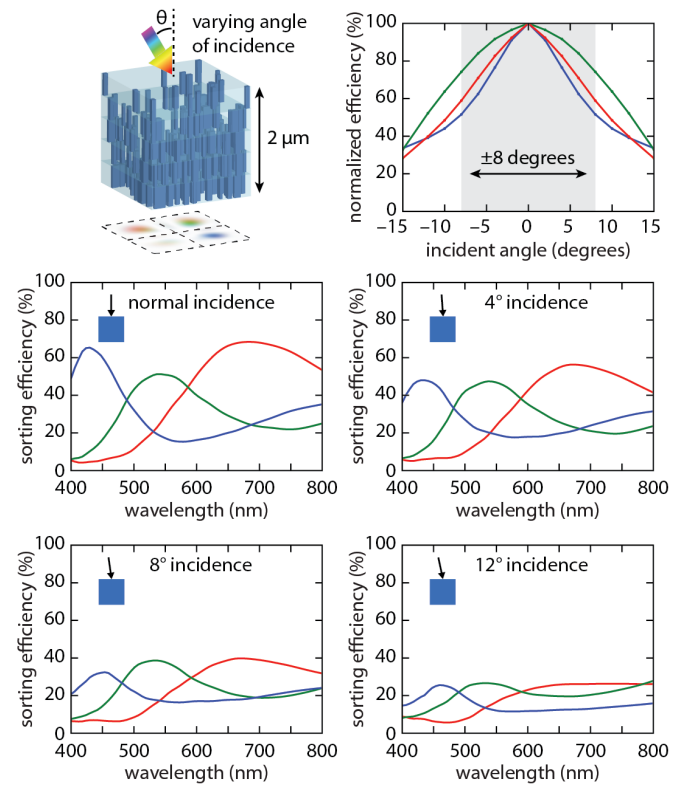 θ
varying angle
of incidence
2 μm
normalized efficiency (%)
100
80
60
40
20
0
±8 degrees
−15 −10 −5 0 5 10 15
incident angle (degrees)
sorting efficiency (%)
100
80
60
40
20
0
normal incidence
400 500 600 700 800
wavelength (nm)
sorting efficiency (%)
100
80
60
40
20
0
4° incidence
400 500 600 700 800
wavelength (nm)
sorting efficiency (%)
100
80
60
40
20
0
8° incidence
400 500 600 700 800
wavelength (nm)
sorting efficiency (%)
100
80
60
40
20
0
12° incidence
400 500 600 700 800
wavelength (nm)